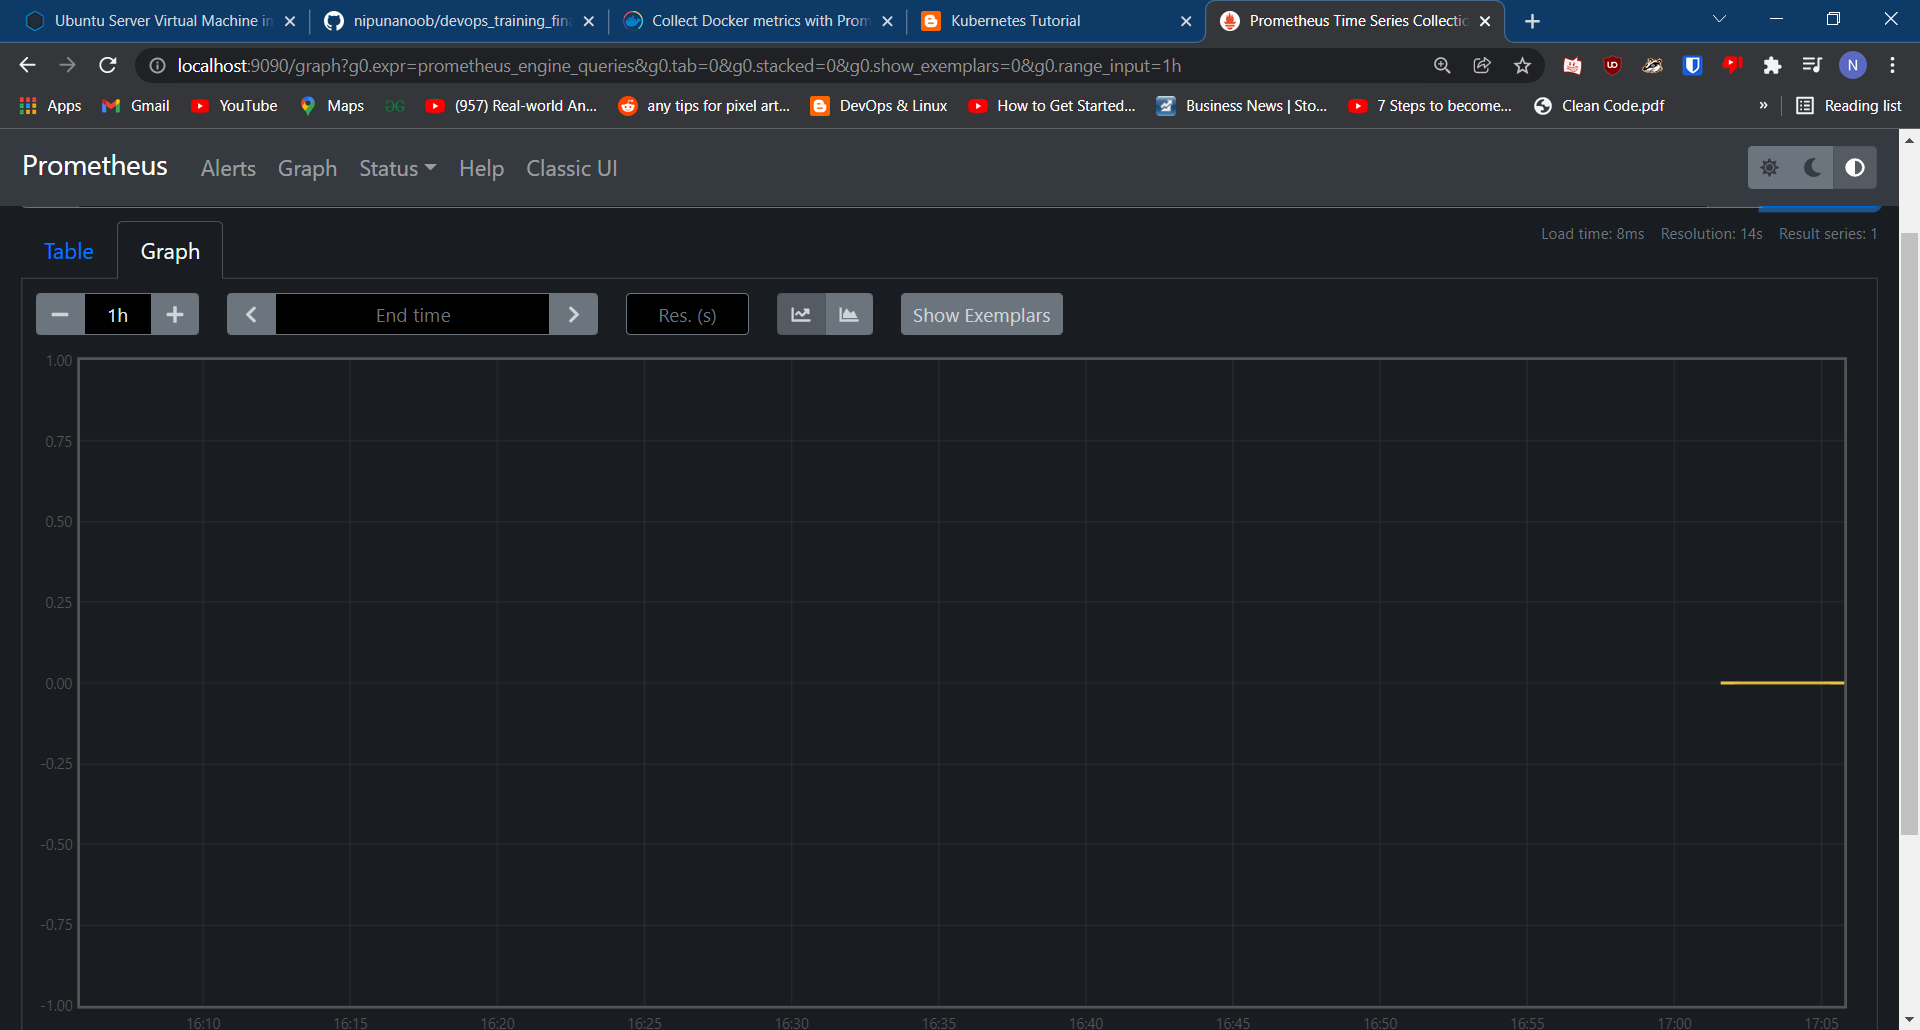 Ubuntu Server Virtual Machine in
nipunanoob/devops_training_fina
Collect Docker metrics with Prom
Kubernetes Tutorial
Prometheus Time Series Collectio
localhost:9090/graph?g0.expr=prometheus_engine_queries&g0.tab=0&g0.stacked=0&g0.show_exemplars=0&g0.range_input=1h
N
Apps
Gmail
YouTube
Maps
(957) Real-world An...
any tips for pixel art...
DevOps & Linux
How to Get Started...
Business News | Sto...
7 Steps to become...
Clean Code.pdf
»
Reading list
Prometheus
Alerts
Graph
Status
Help
Classic UI
Table
Graph
Load time: 8ms
Resolution: 14s
Result series: 1
1h
End time
Res. (s)
Show Exemplars
1.00
0.75
0.50
0.25
0.00
-0.25
-0.50
-0.75
-1.00
16:10
16:15
16:20
16:25
16:30
16:35
16:40
16:45
16:50
16:55
17:00
17:05